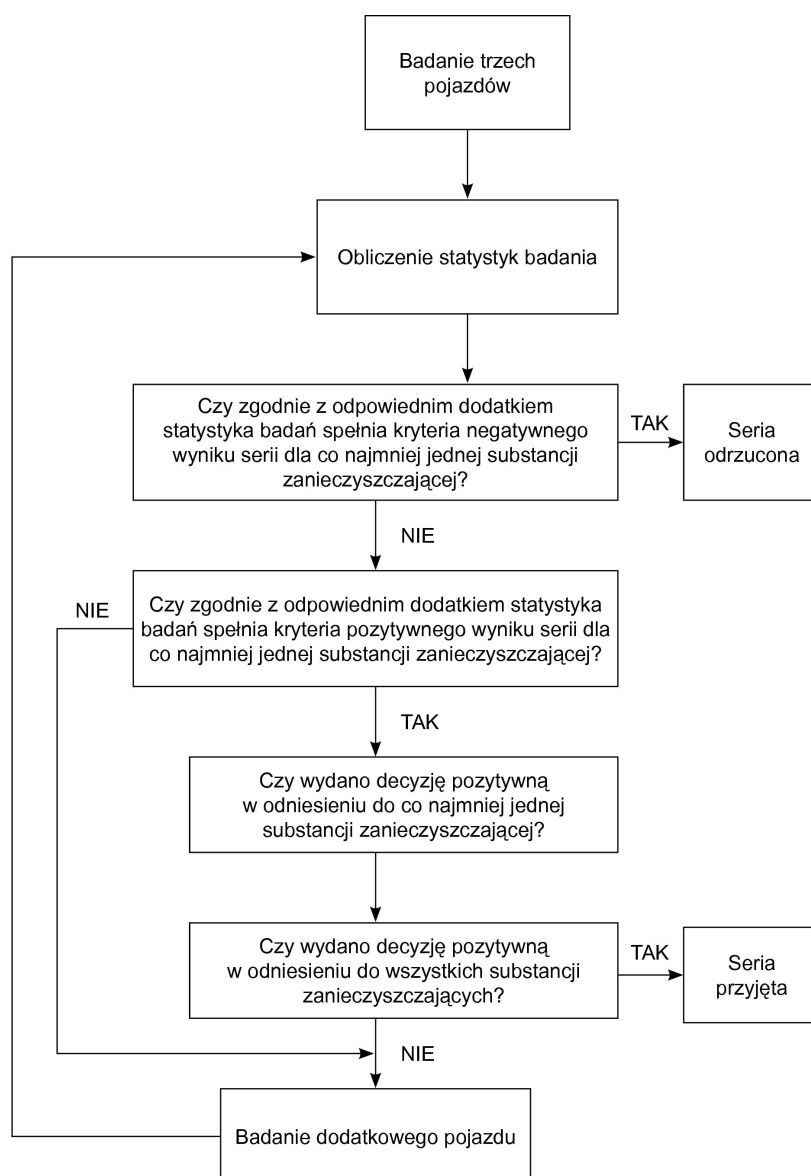 Badanie trzech
pojazdów
Obliczenie statystyk badania
Czy zgodnie z odpowiednim dodatkiem
statystyka badań spełnia kryteria negatywnego
wyniku serii dla co najmniej jednej substancji
zanieczyszczającej?
TAK
Seria
odrzucona
NIE
NIE
Czy zgodnie z odpowiednim dodatkiem statystyka
badań spełnia kryteria pozytywnego wyniku serii dla
co najmniej jednej substancji zanieczyszczającej?
TAK
Czy wydano decyzję pozytywną
w odniesieniu do co najmniej jednej
substancji zanieczyszczającej?
Czy wydano decyzję pozytywną
w odniesieniu do wszystkich substancji
zanieczyszczających?
TAK
Seria
przyjęta
NIE
Badanie dodatkowego pojazdu